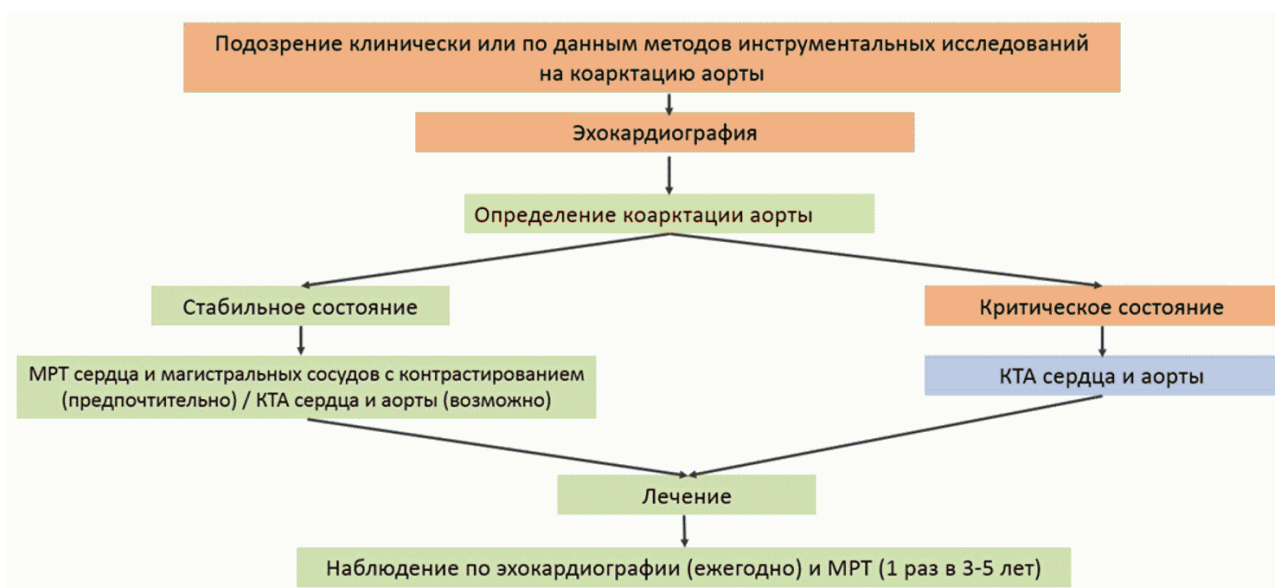 Подозрение клинически или по данным методов инструментальных исследований
на коарктацию аорты
Эхокардиография
Определение коарктации аорты
Стабильное состояние
Критическое состояние
МРТ сердца и магистральных сосудов с контрастированием
(предпочтительно) / КТА сердца и аорты (возможно)
КТА сердца и аорты
Лечение
Наблюдение по эхокардиографии (ежегодно) и МРТ (1 раз в 3-5 лет)